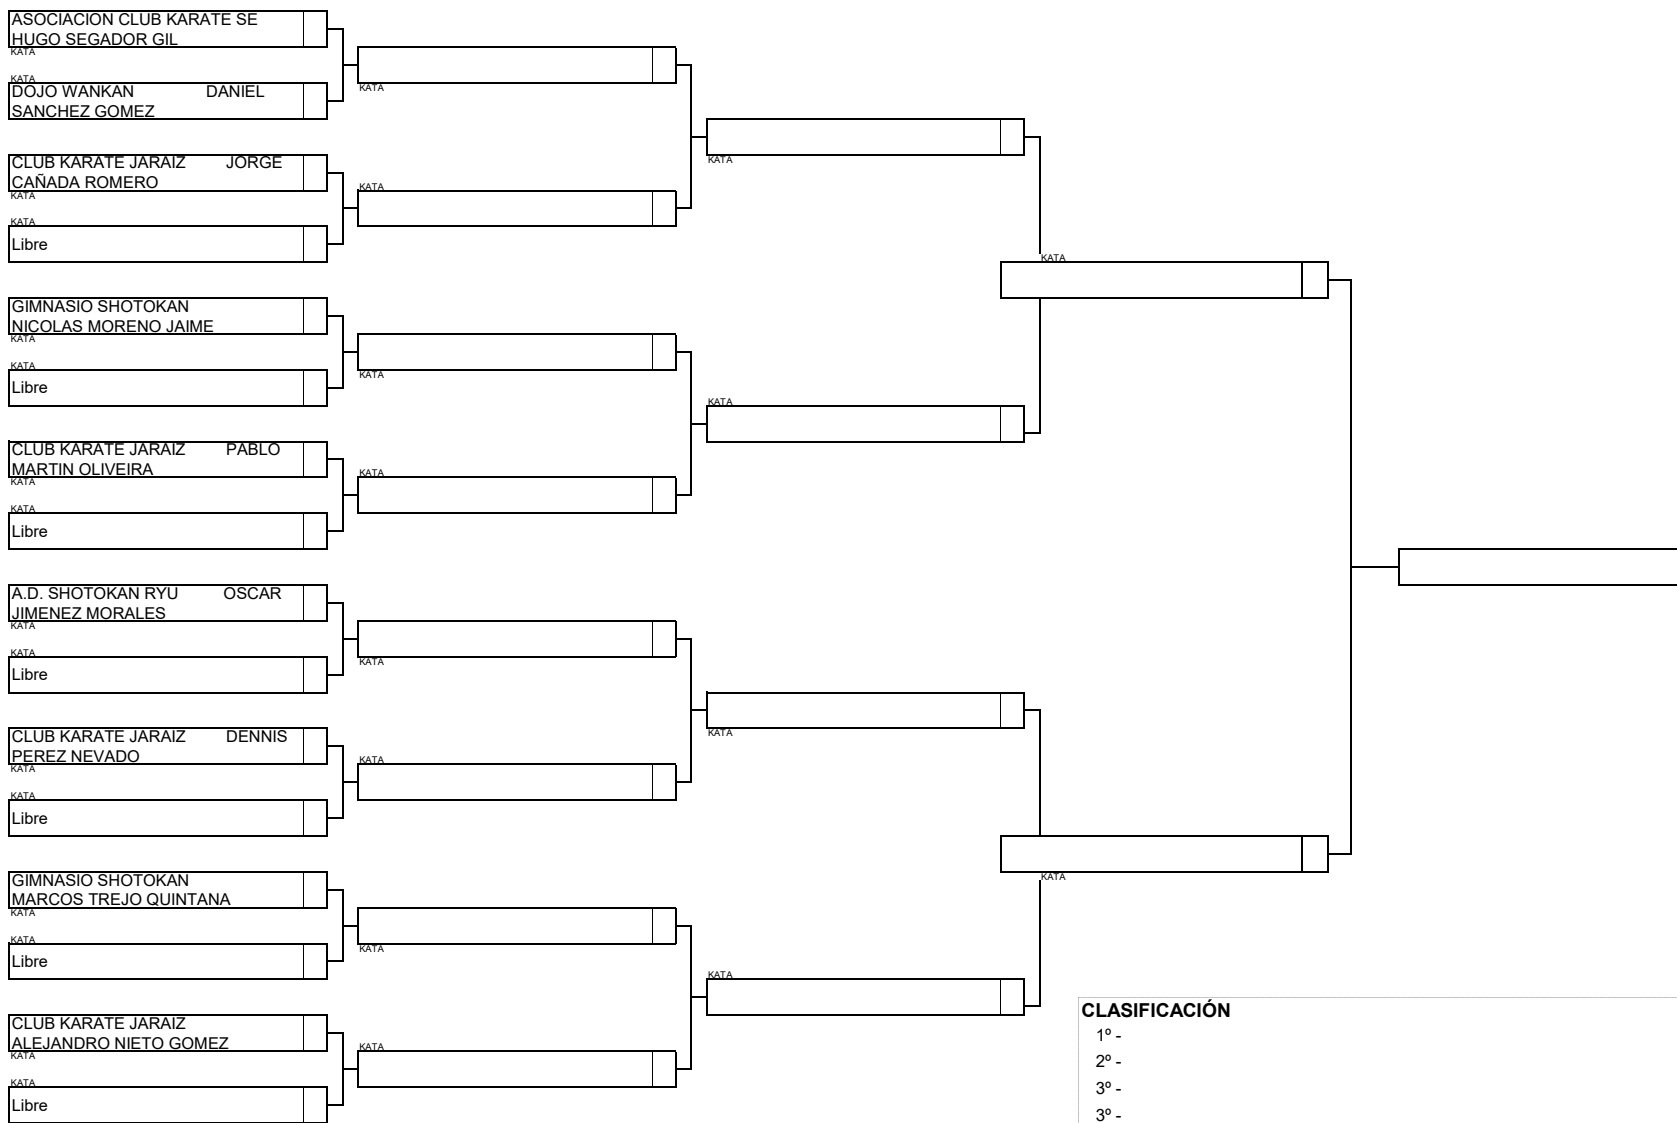 ASOCIACION CLUB KARATE SE
HUGO SEGADOR GIL
KATA
KATA
DOJO WANKAN DANIEL
SANCHEZ GOMEZ
CLUB KARATE JARAIZ JORGE
CAÑADA ROMERO
KATA
KATA
Libre
GIMNASIO SHOTOKAN
NICOLAS MORENO JAIME
KATA
KATA
Libre
CLUB KARATE JARAIZ PABLO
MARTIN OLIVEIRA
KATA
KATA
Libre
A.D. SHOTOKAN RYU OSCAR
JIMENEZ MORALES
KATA
KATA
Libre
CLUB KARATE JARAIZ DENNIS
PEREZ NEVADO
KATA
KATA
Libre
GIMNASIO SHOTOKAN
MARCOS TREJO QUINTANA
KATA
KATA
Libre
CLUB KARATE JARAIZ
ALEJANDRO NIETO GOMEZ
KATA
KATA
Libre
KATA
KATA
KATA
KATA
KATA
KATA
KATA
KATA
KATA
KATA
KATA
KATA
KATA
KATA
CLASIFICACIÓN
1º -
2º -
3º -
3º -